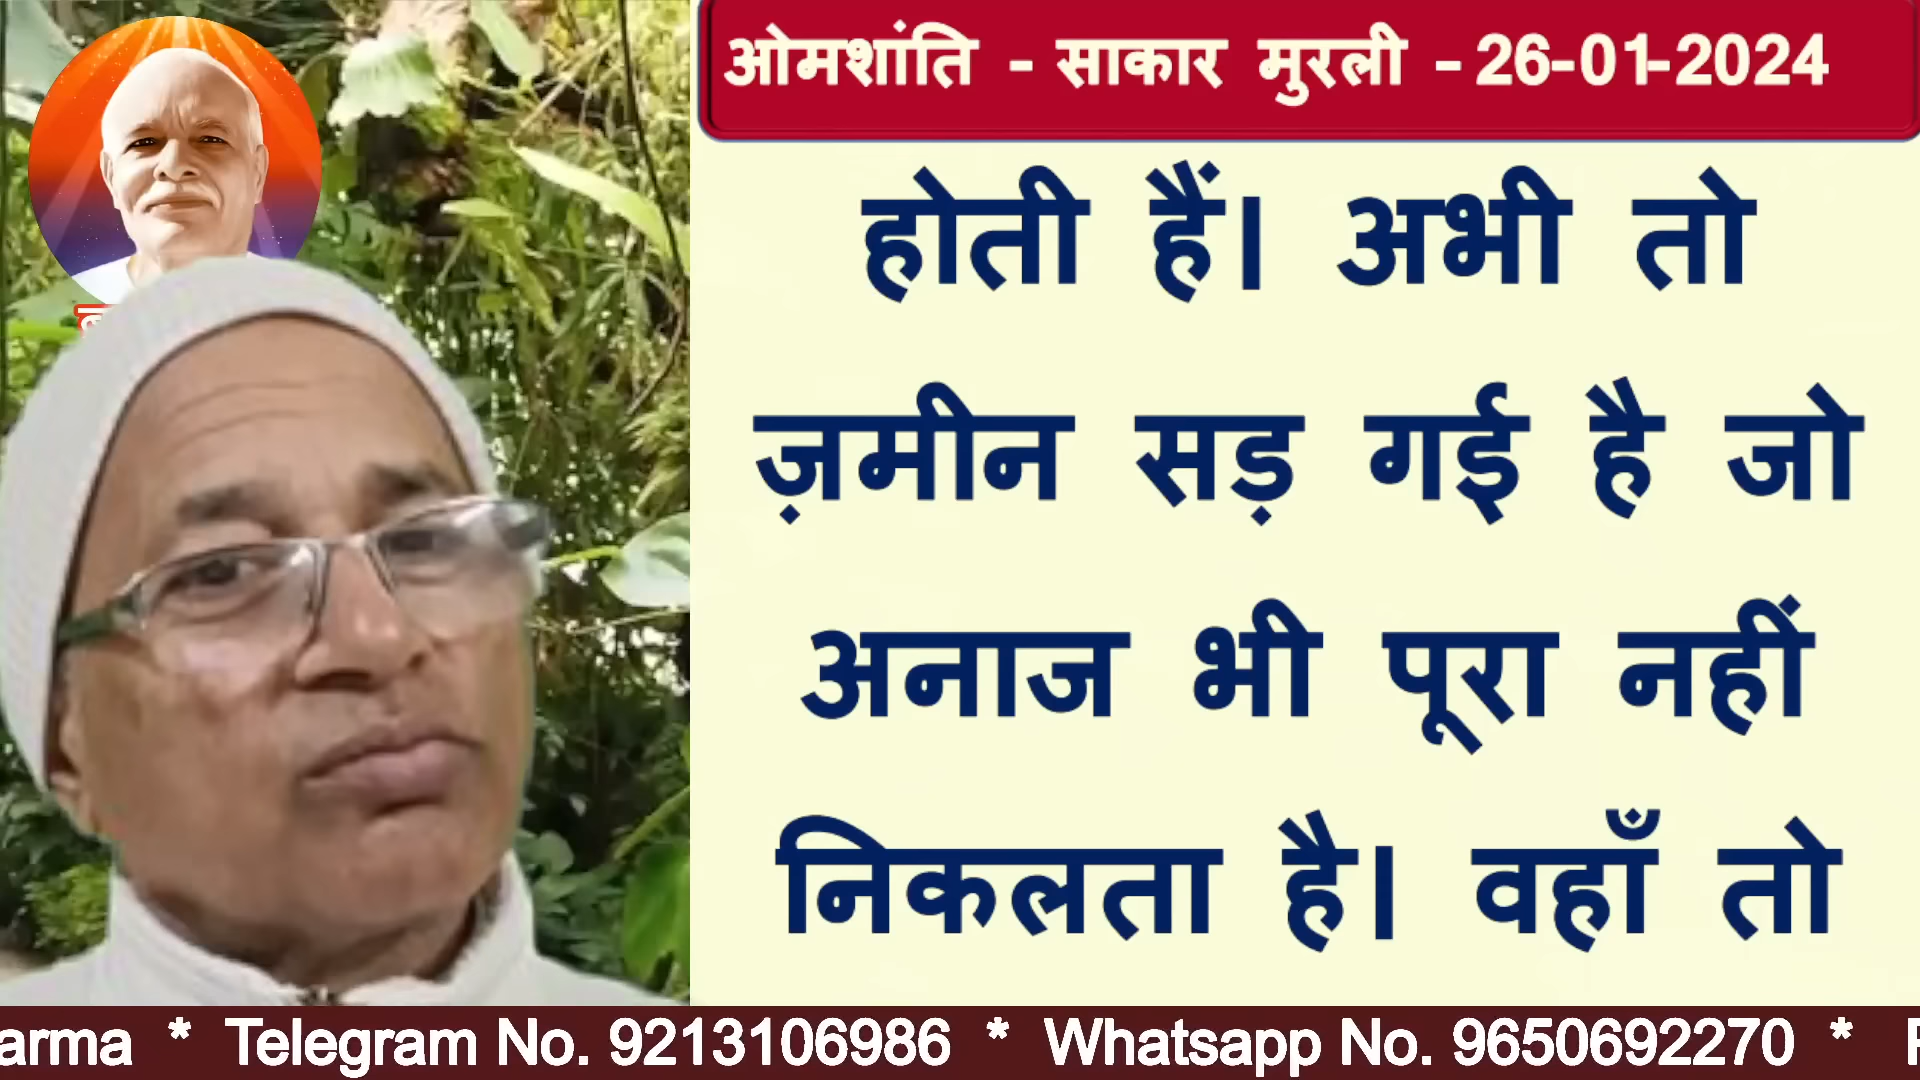 ओमशांति - साकार मुरली - 26-01-2024
होती हैं। अभी तो
ज़मीन सड़ गई है जो
अनाज भी पूरा नहीं
निकलता है। वहाँ तो
arma * Telegram No. 9213106986 * Whatsapp No. 9650692270 *